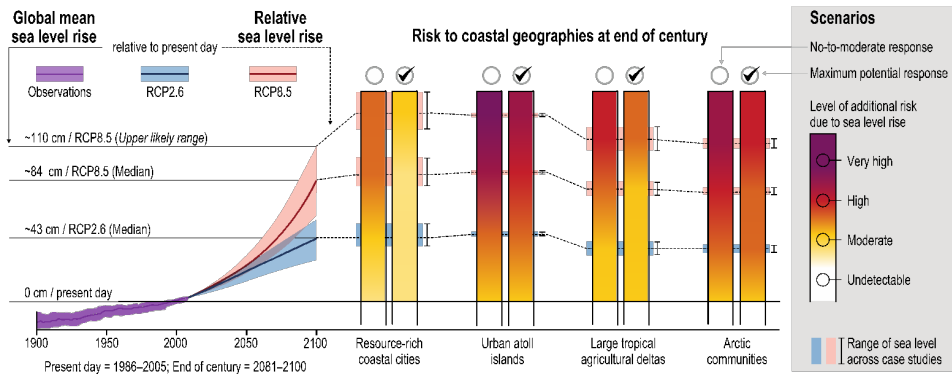 Global mean
sea level rise
Relative
sea level rise
relative to present day
Observations
RCP2.6
RCP8.5
~110 cm / RCP8.5 (Upper likely range)
~84 cm / RCP8.5 (Median)
~43 cm / RCP2.6 (Median)
0 cm / present day
1900
1950
2000
2050
2100
Present day = 1986–2005; End of century = 2081–2100
Risk to coastal geographies at end of century
Resource-rich
coastal cities
Urban atoll
islands
Large tropical
agricultural deltas
Arctic
communities
Scenarios
No-to-moderate response
Maximum potential response
Level of additional risk
due to sea level rise
Very high
High
Moderate
Undetectable
Range of sea level
across case studies